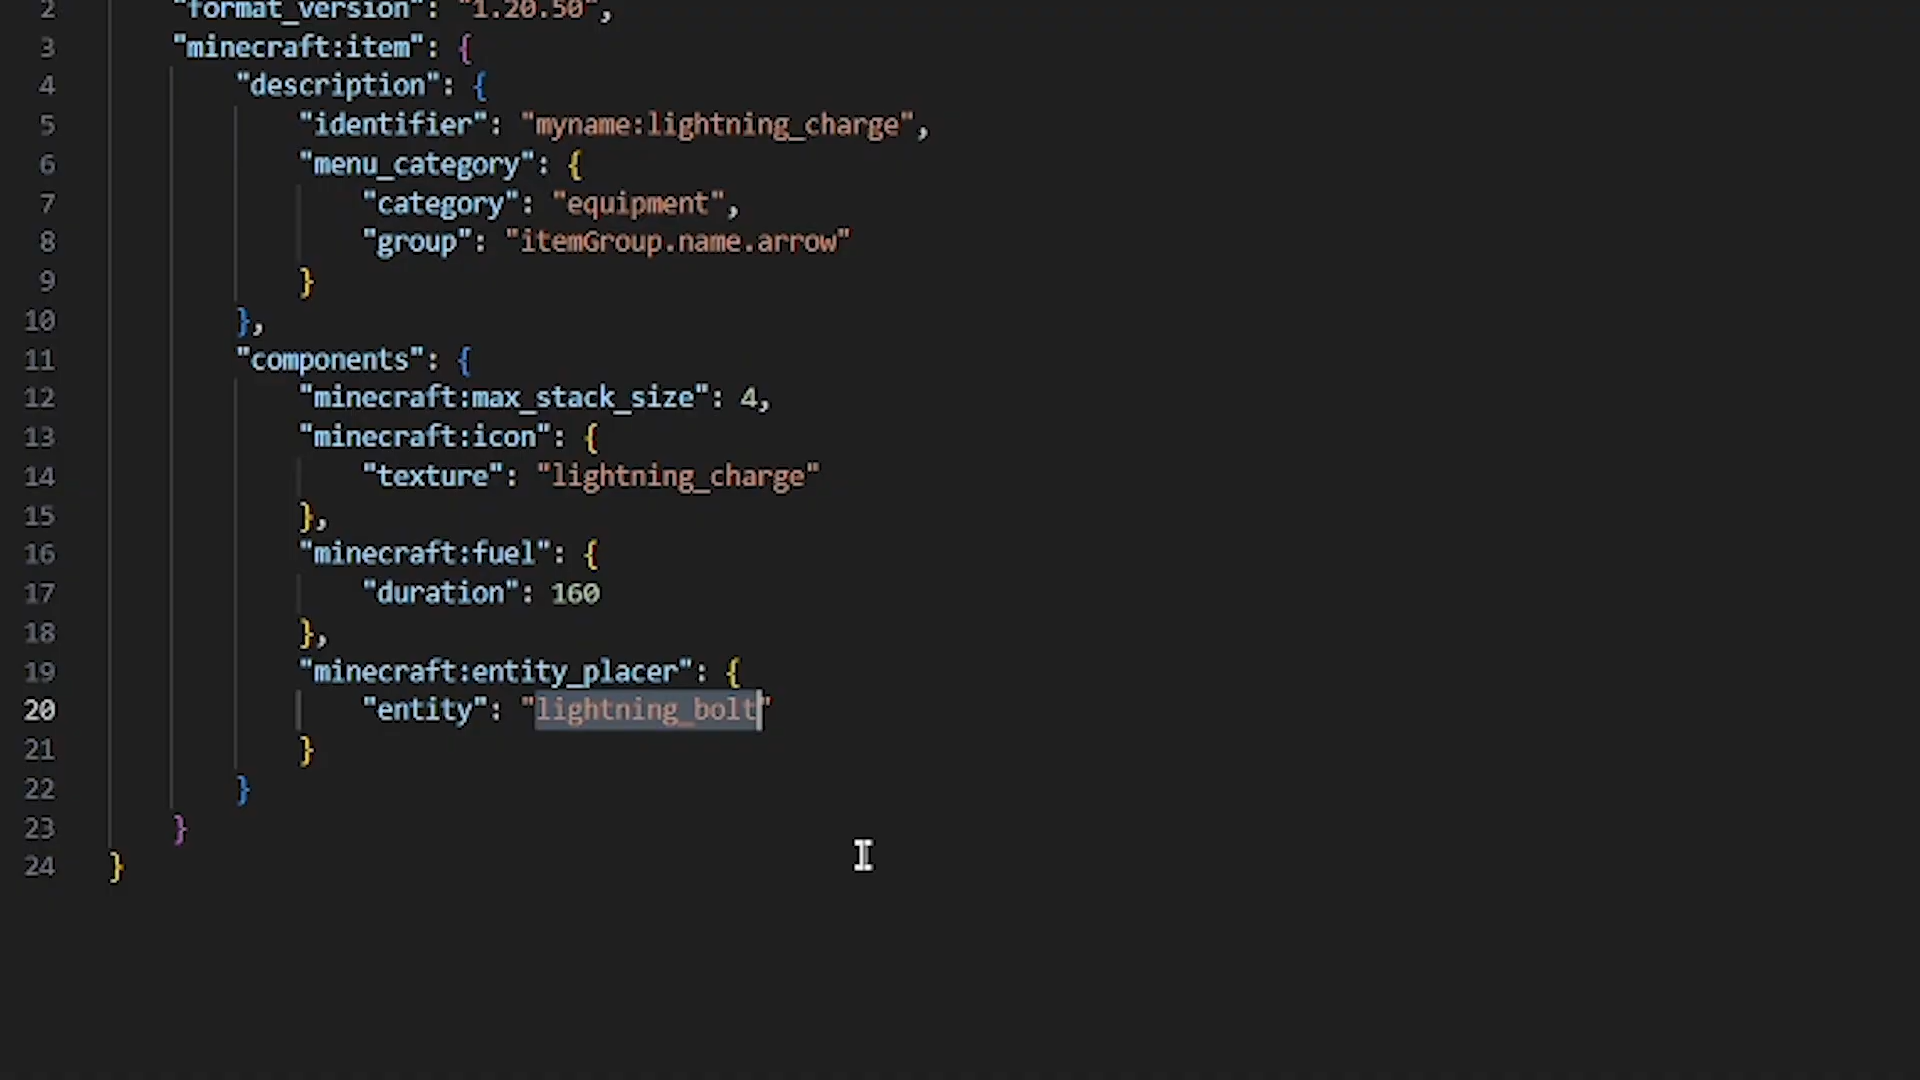 2 "format_version": "1.20.50",
3 "minecraft:item": {
4 "description": {
5 "identifier": "myname:lightning_charge",
6 "menu_category": {
7 "category": "equipment",
8 "group": "itemGroup.name.arrow"
9 }
10 },
11 "components": {
12 "minecraft:max_stack_size": 4,
13 "minecraft:icon": {
14 "texture": "lightning_charge"
15 },
16 "minecraft:fuel": {
17 "duration": 160
18 },
19 "minecraft:entity_placer": {
20 "entity": "lightning_bolt"
21 }
22 }
23 }
24 }